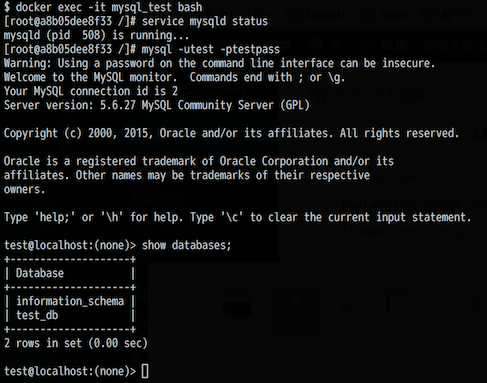 $ docker exec -it mysql_test bash
[root@a8b05dee8f33 /]# service mysqld status
mysqld (pid  508) is running...
[root@a8b05dee8f33 /]# mysql -utest -ptestpass
Warning: Using a password on the command line interface can be insecure.
Welcome to the MySQL monitor.  Commands end with ; or \g.
Your MySQL connection id is 2
Server version: 5.6.27 MySQL Community Server (GPL)

Copyright (c) 2000, 2015, Oracle and/or its affiliates. All rights reserved.

Oracle is a registered trademark of Oracle Corporation and/or its
affiliates. Other names may be trademarks of their respective
owners.

Type 'help;' or '\h' for help. Type '\c' to clear the current input statement.

test@localhost:(none)> show databases;
+--------------------+
| Database           |
+--------------------+
| information_schema |
| test_db            |
+--------------------+
2 rows in set (0.00 sec)

test@localhost:(none)>